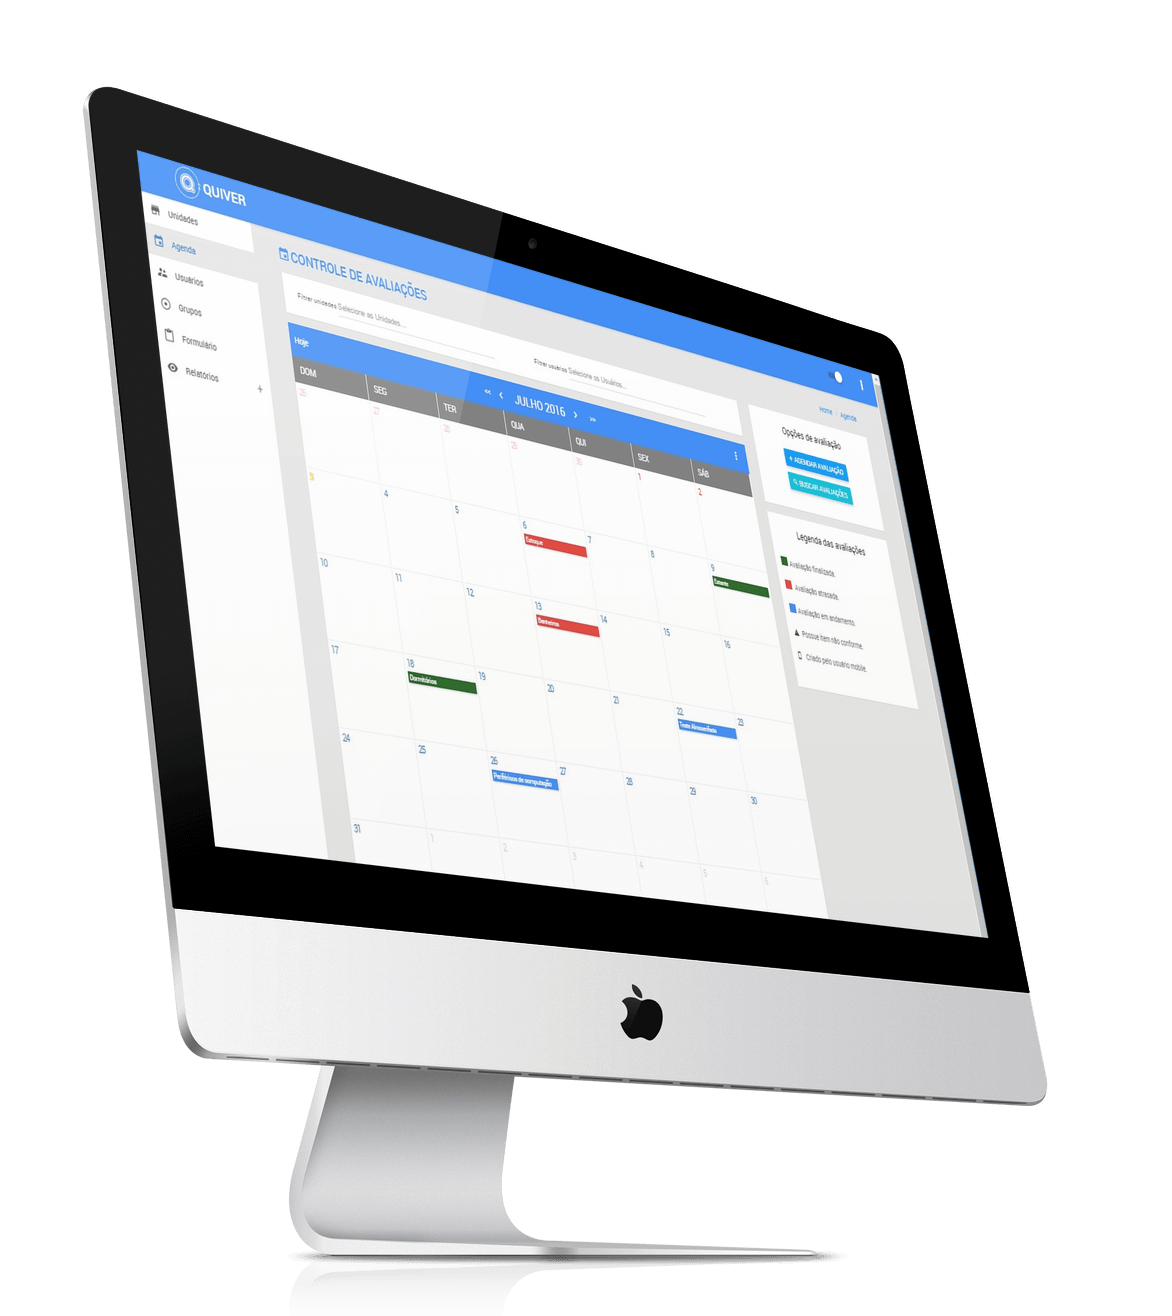 QUIVER
Unidades
Agenda
Usuários
Grupos
Formulário
Relatórios
+
CONTROLE DE AVALIAÇÕES
Filtrar unidades Selecione as Unidades...
Filtrar usuários Selecione os Usuários...
Hoje
<< < JULHO 2016 > >>
DOM SEG TER QUA QUI SEX SÁB
26 27 28 29 30 1 2
3 4 5 6 7 8 9
Estoque
10 11 12 13 14 15 16
Banheiros
17 18 19 20 21 22 23
Dormitórios
24 25 26 27 28 29 30
Periféricos de computação
31 1 2 3 4 5 6
Home / Agenda
Opções de avaliação
+ AGENDAR AVALIAÇÃO
BUSCAR AVALIAÇÕES
Legenda das avaliações
Avaliação finalizada.
Avaliação atrasada.
Avaliação em andamento.
Possue item não conforme.
Criado pelo usuário mobile.